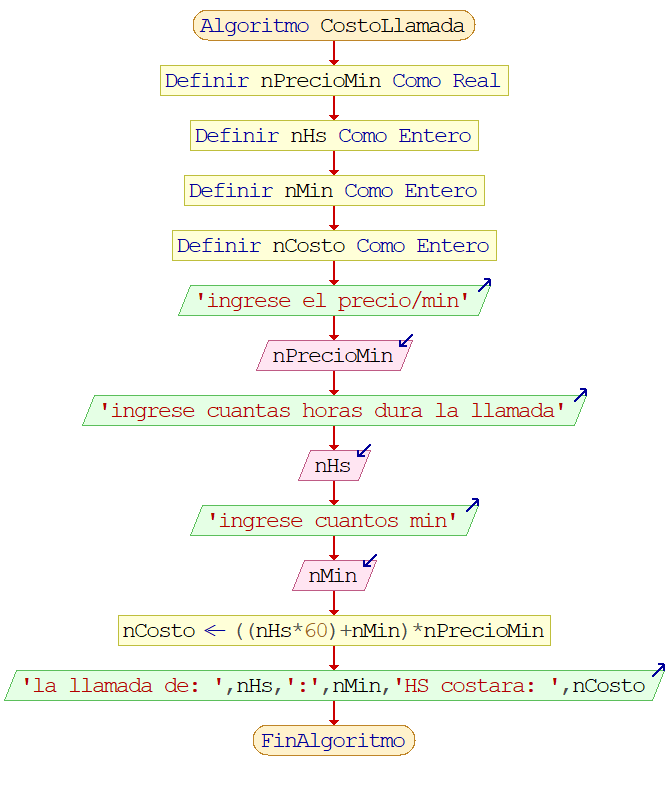 Algoritmo CostoLlamada
Definir nPrecioMin Como Real
Definir nHs Como Entero
Definir nMin Como Entero
Definir nCosto Como Entero
'ingrese el precio/min'
nPrecioMin
'ingrese cuantas horas dura la llamada'
nHs
'ingrese cuantos min'
nMin
nCosto ← ((nHs*60)+nMin)*nPrecioMin
'la llamada de: ',nHs,':',nMin,'HS costara: ',nCosto
FinAlgoritmo